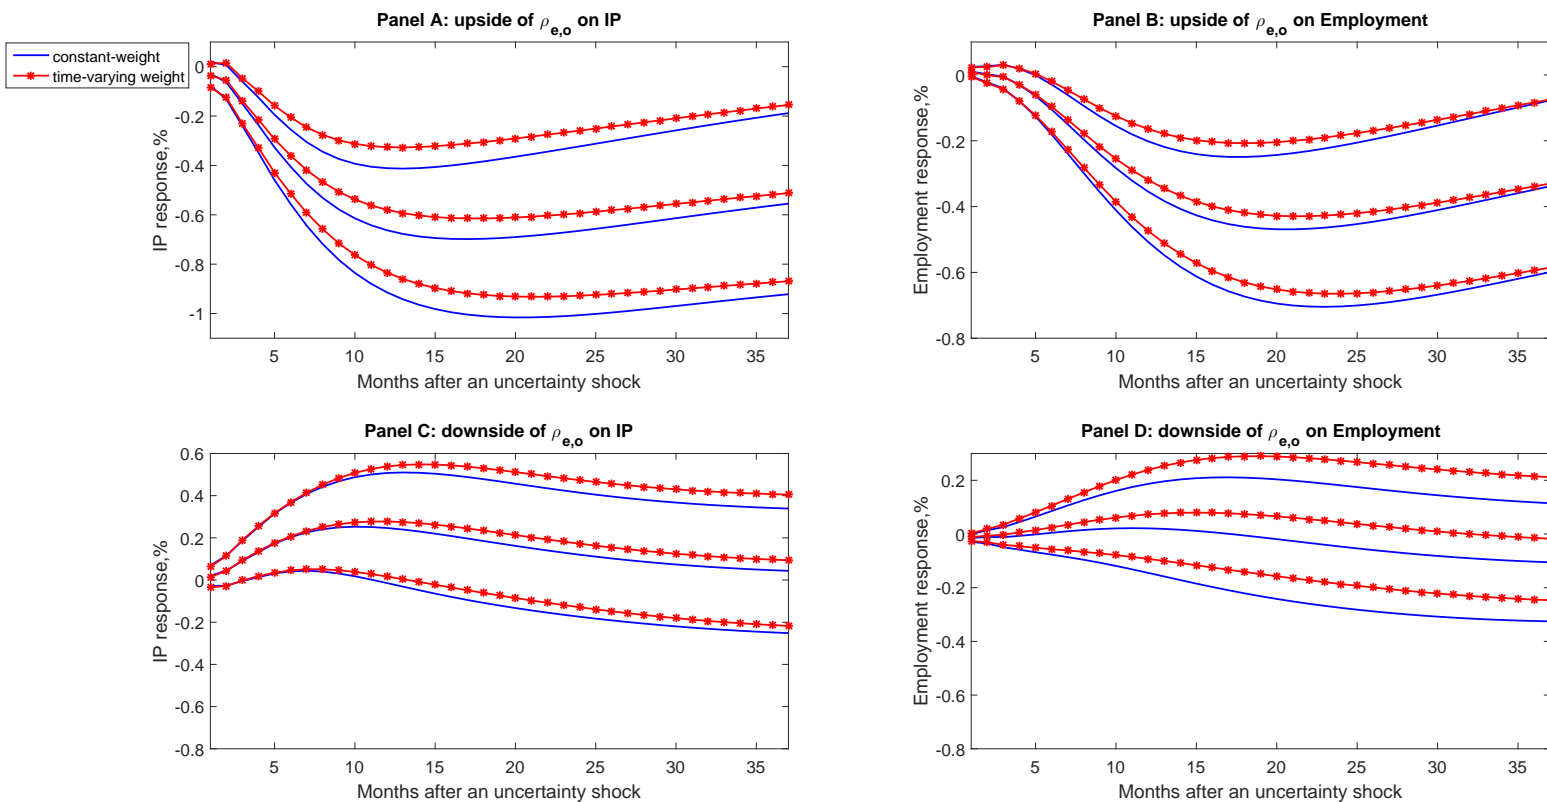 Panel A: upside of ρe,o on IP
constant-weight
time-varying weight
0
-0.2
-0.4
-0.6
-0.8
-1
IP response,%
5 10 15 20 25 30 35
Months after an uncertainty shock
Panel B: upside of ρe,o on Employment
0
-0.2
-0.4
-0.6
-0.8
Employment response,%
5 10 15 20 25 30 35
Months after an uncertainty shock
Panel C: downside of ρe,o on IP
0.6
0.4
0.2
0
-0.2
-0.4
-0.6
-0.8
IP response,%
5 10 15 20 25 30 35
Months after an uncertainty shock
Panel D: downside of ρe,o on Employment
0.2
0
-0.2
-0.4
-0.6
-0.8
Employment response,%
5 10 15 20 25 30 35
Months after an uncertainty shock